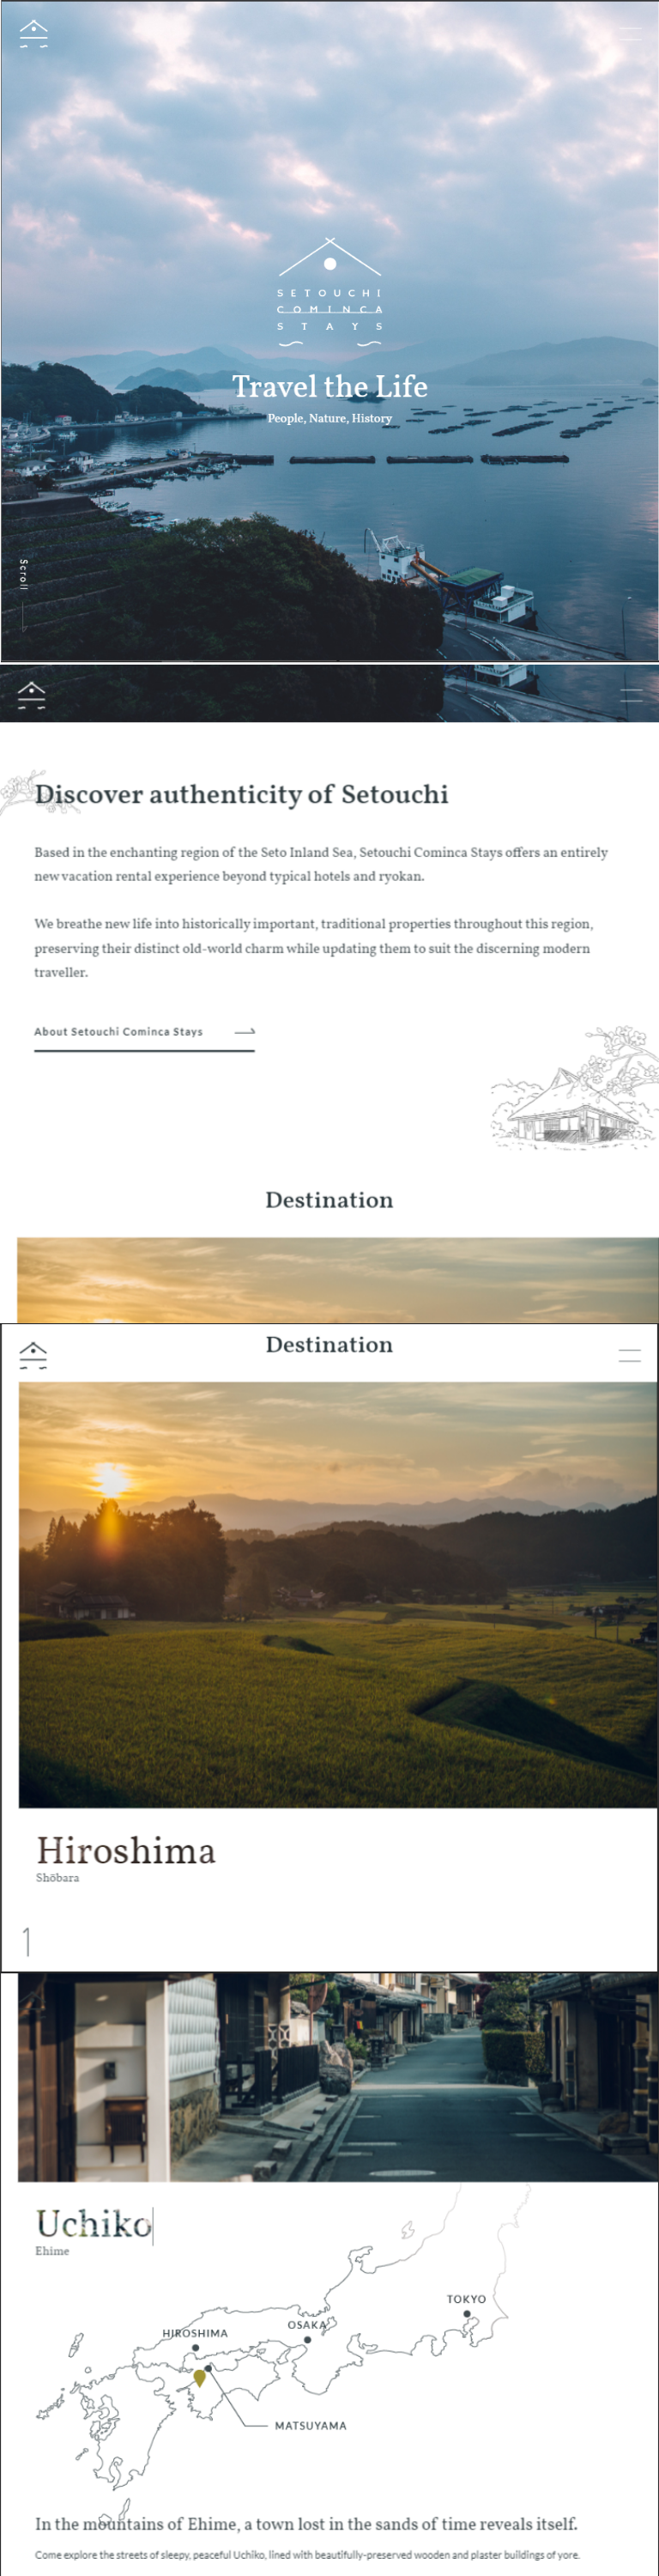 SETOUCHI
COMINCA
STAYS
Travel the Life
People, Nature, History
Scroll
Discover authenticity of Setouchi
Based in the enchanting region of the Seto Inland Sea, Setouchi Cominca Stays offers an entirely
new vacation rental experience beyond typical hotels and ryokan.
We breathe new life into historically important, traditional properties throughout this region,
preserving their distinct old-world charm while updating them to suit the discerning modern
traveller.
About Setouchi Cominca Stays
Destination
Destination
Hiroshima
Shōbara
1
Uchiko
Ehime
TOKYO
OSAKA
HIROSHIMA
MATSUYAMA
In the mountains of Ehime, a town lost in the sands of time reveals itself.
Come explore the streets of sleepy, peaceful Uchiko, lined with beautifully-preserved wooden and plaster buildings of yore.